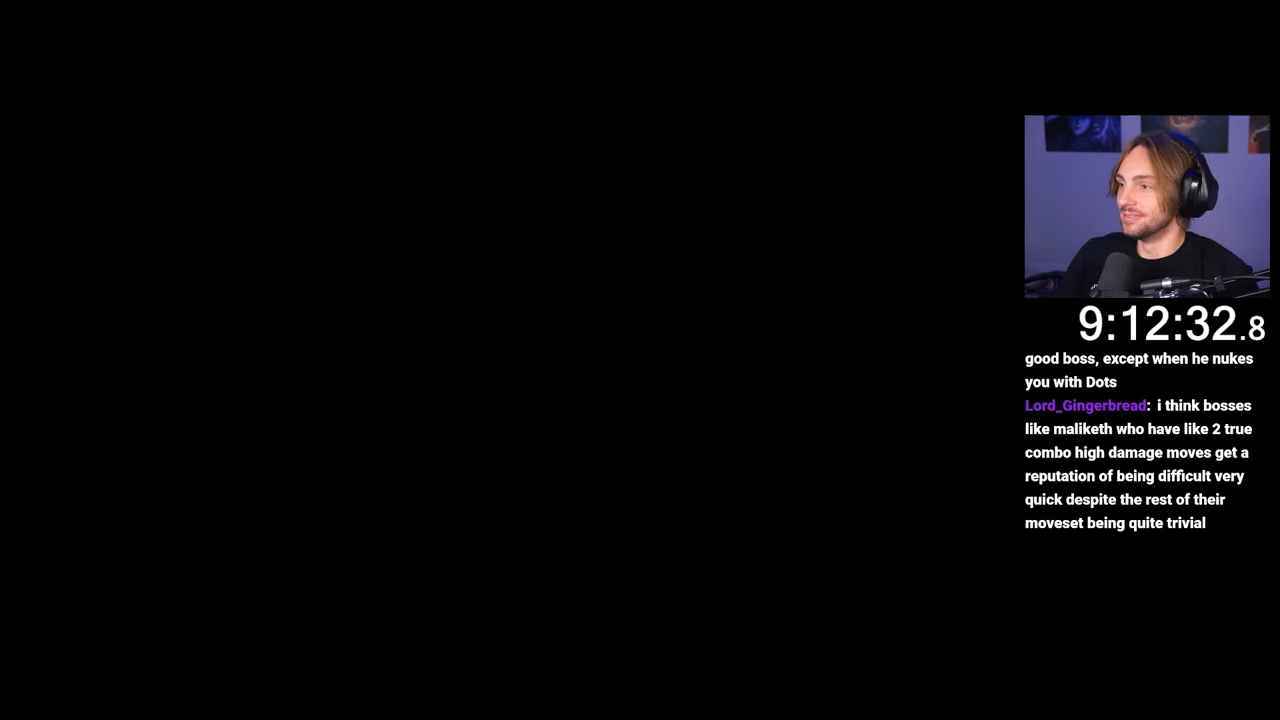 9:12:32.8
good boss, except when he nukes
you with Dots
Lord_Gingerbread: i think bosses
like maliketh who have like 2 true
combo high damage moves get a
reputation of being difficult very
quick despite the rest of their
moveset being quite trivial